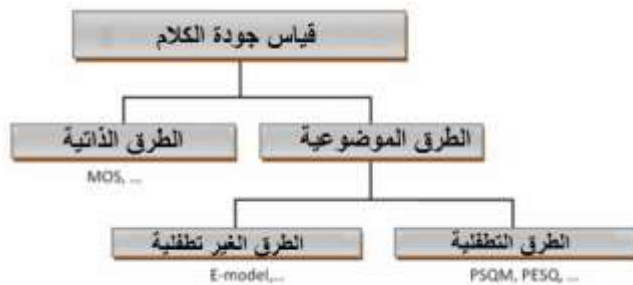 قياس جودة الكلام
الطرق الموضوعية
الطرق الذاتية
MOS, ...
الطرق التطفلية
الطرق الغير تطفلية
PSQM, PESQ, ...
E-model,...